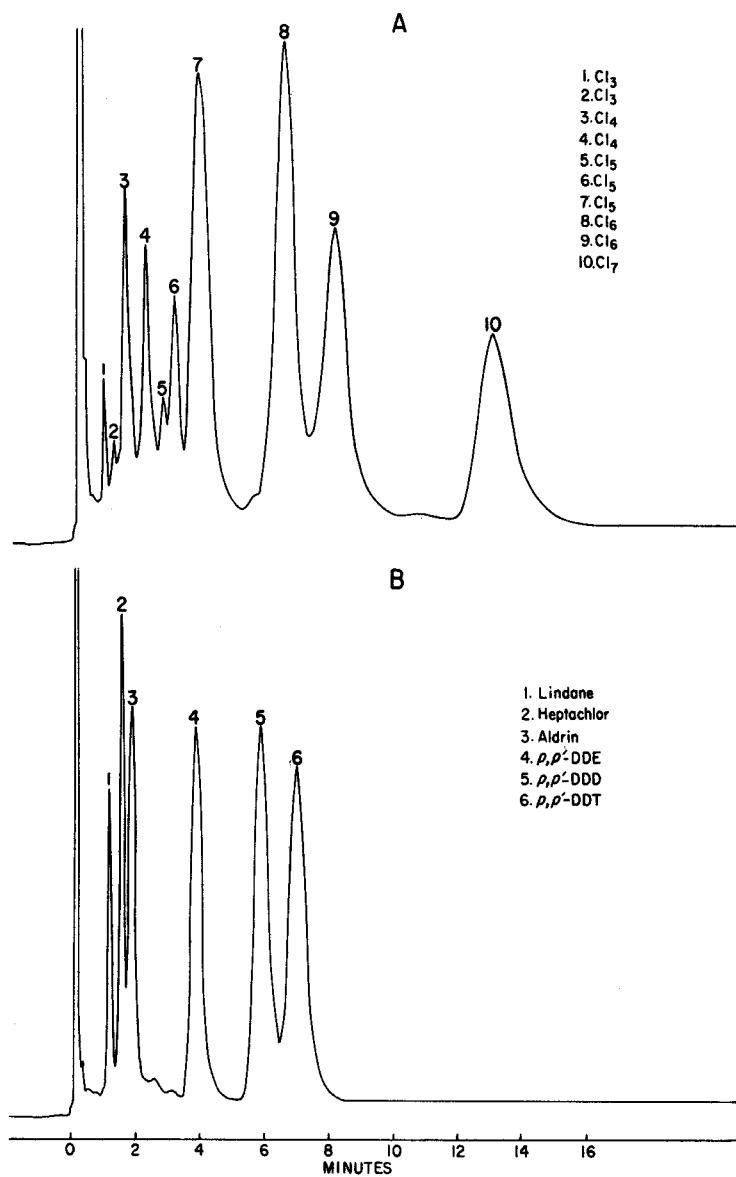 A
8
7
3
4
9
6
10
1
5
2
1. Cl3
2. Cl3
3. Cl4
4. Cl4
5. Cl5
6. Cl5
7. Cl5
8. Cl6
9. Cl6
10. Cl7
B
2
3
4
5
1
6
1. Lindane
2. Heptachlor
3. Aldrin
4. p,p′-DDE
5. p,p′-DDD
6. p,p′-DDT
0 2 4 6 8 10 12 14 16
MINUTES